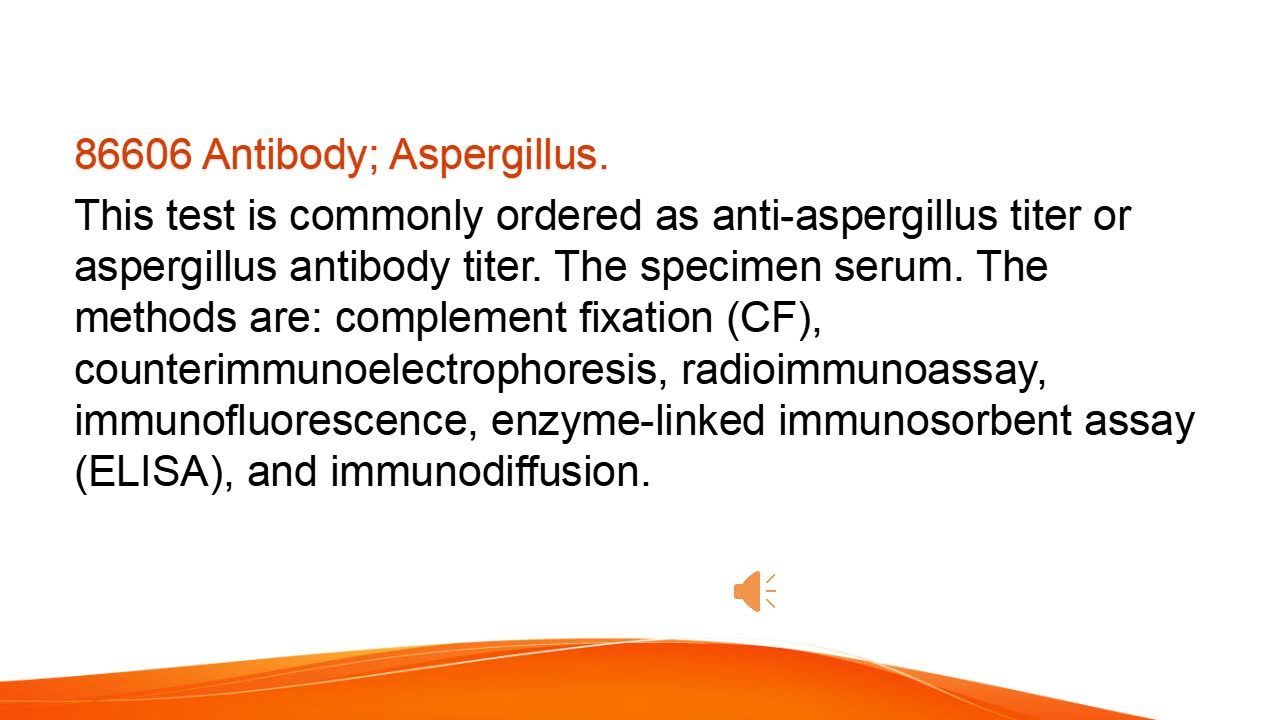 86606 Antibody; Aspergillus.
This test is commonly ordered as anti-aspergillus titer or
aspergillus antibody titer. The specimen serum. The
methods are: complement fixation (CF),
counterimmunoelectrophoresis, radioimmunoassay,
immunofluorescence, enzyme-linked immunosorbent assay
(ELISA), and immunodiffusion.